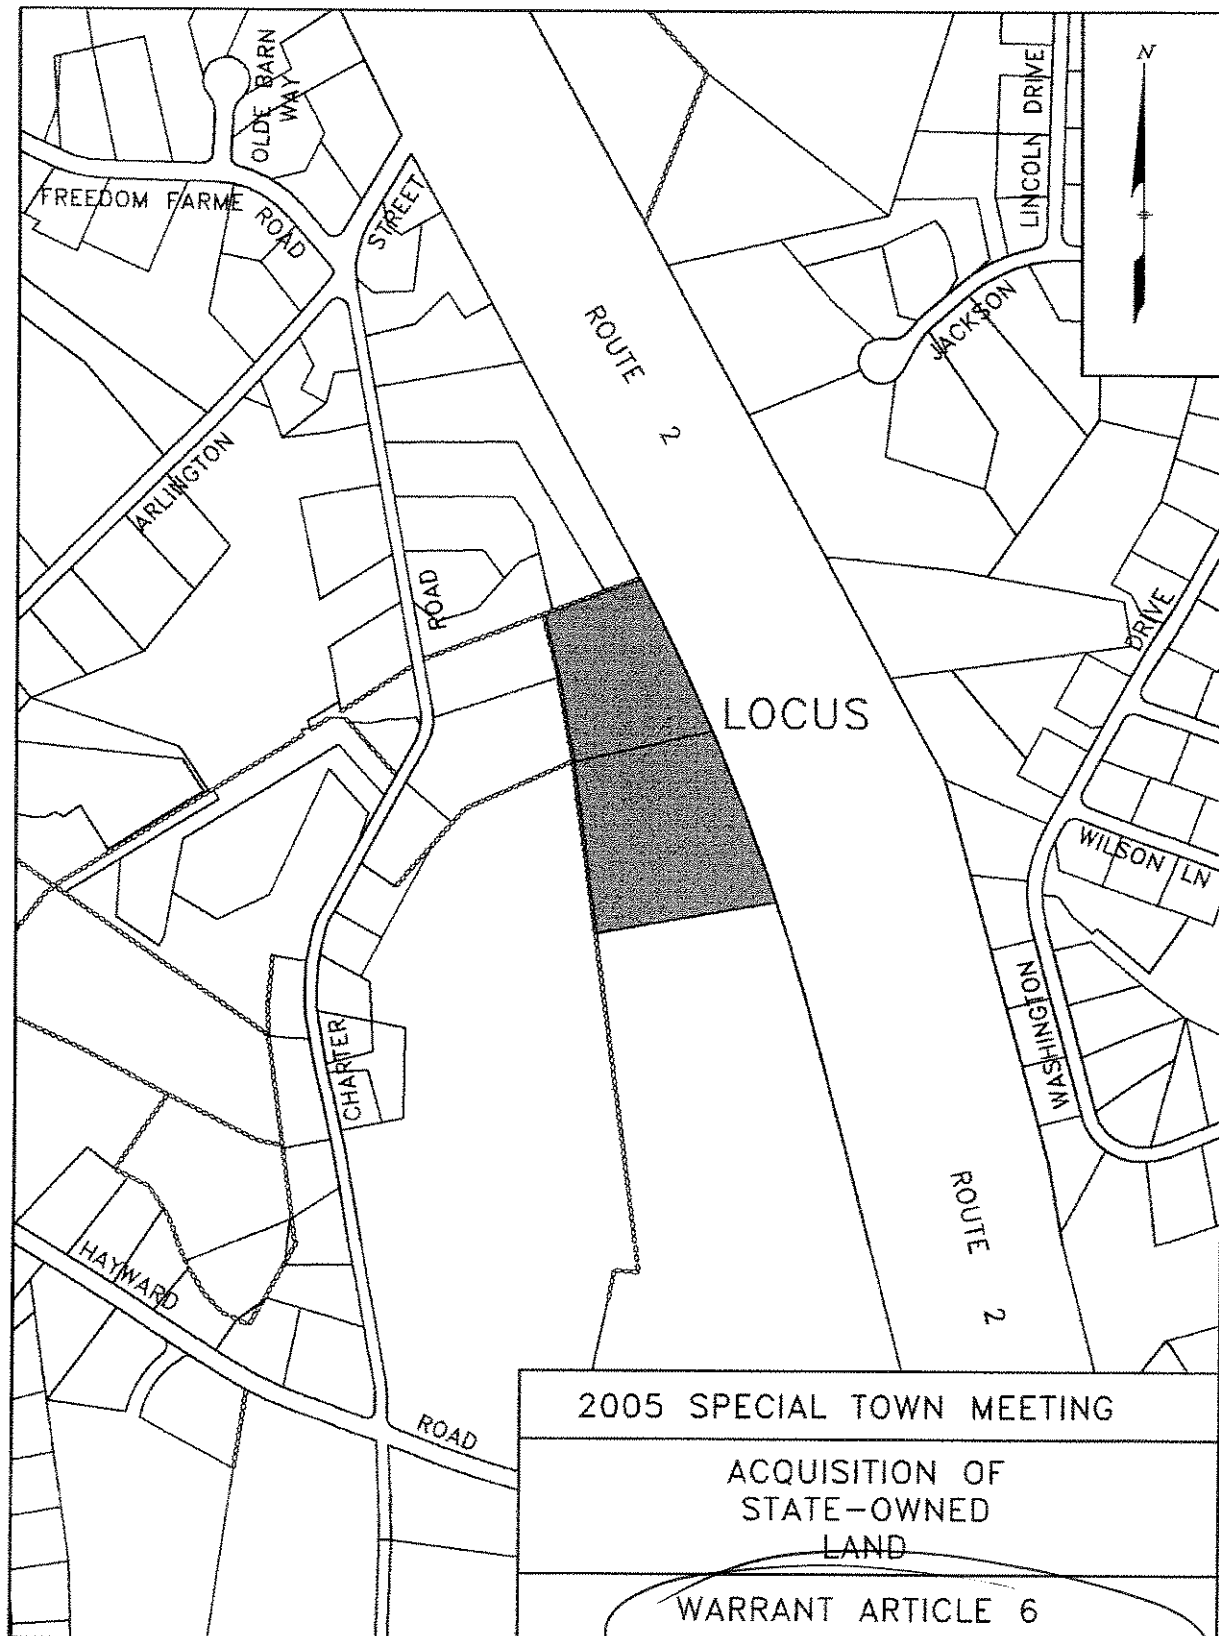 OLDE BARN
WAY
FREEDOM FARME ROAD
STREET
LINCOLN DRIVE
N
JACKSON
ROUTE 2
ARLINGTON
ROAD
DRIVE
LOCUS
WILSON LN
WASHINGTON
CHARTER
ROUTE 2
HAYWARD
ROAD
2005 SPECIAL TOWN MEETING
ACQUISITION OF
STATE-OWNED
LAND
WARRANT ARTICLE 6